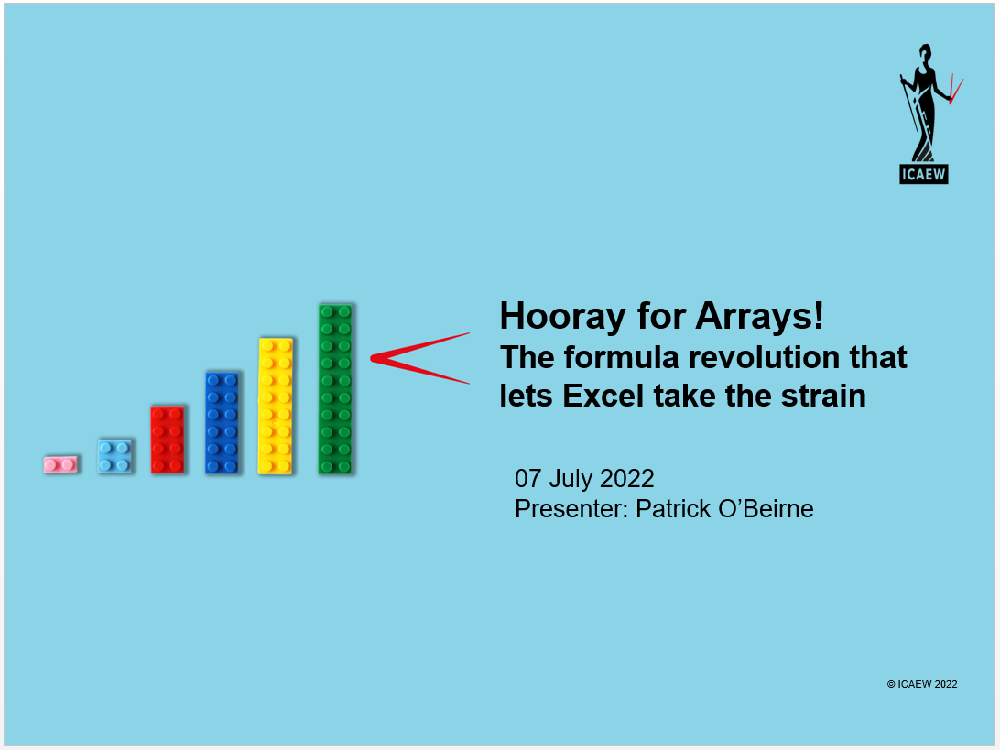 ICAEW
Hooray for Arrays!
The formula revolution that
lets Excel take the strain
07 July 2022
Presenter: Patrick O’Beirne
© ICAEW 2022